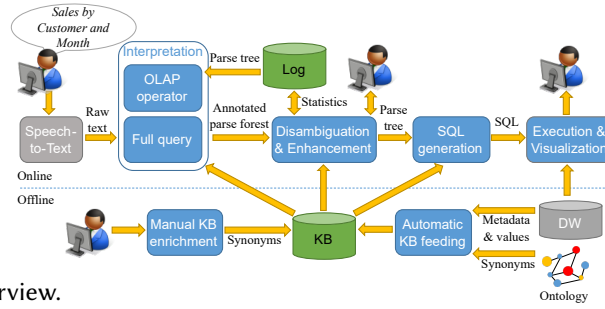 Sales by
Customer and
Month
Interpretation
OLAP
operator
Full query
Parse tree
Log
Statistics
Speech-
to-Text
Raw
text
Annotated
parse forest
Disambiguation
& Enhancement
Parse
tree
SQL
generation
SQL
Execution &
Visualization
Online
Offline
Manual KB
enrichment
Synonyms
KB
Automatic
KB feeding
Metadata
& values
Synonyms
DW
Ontology
rview.